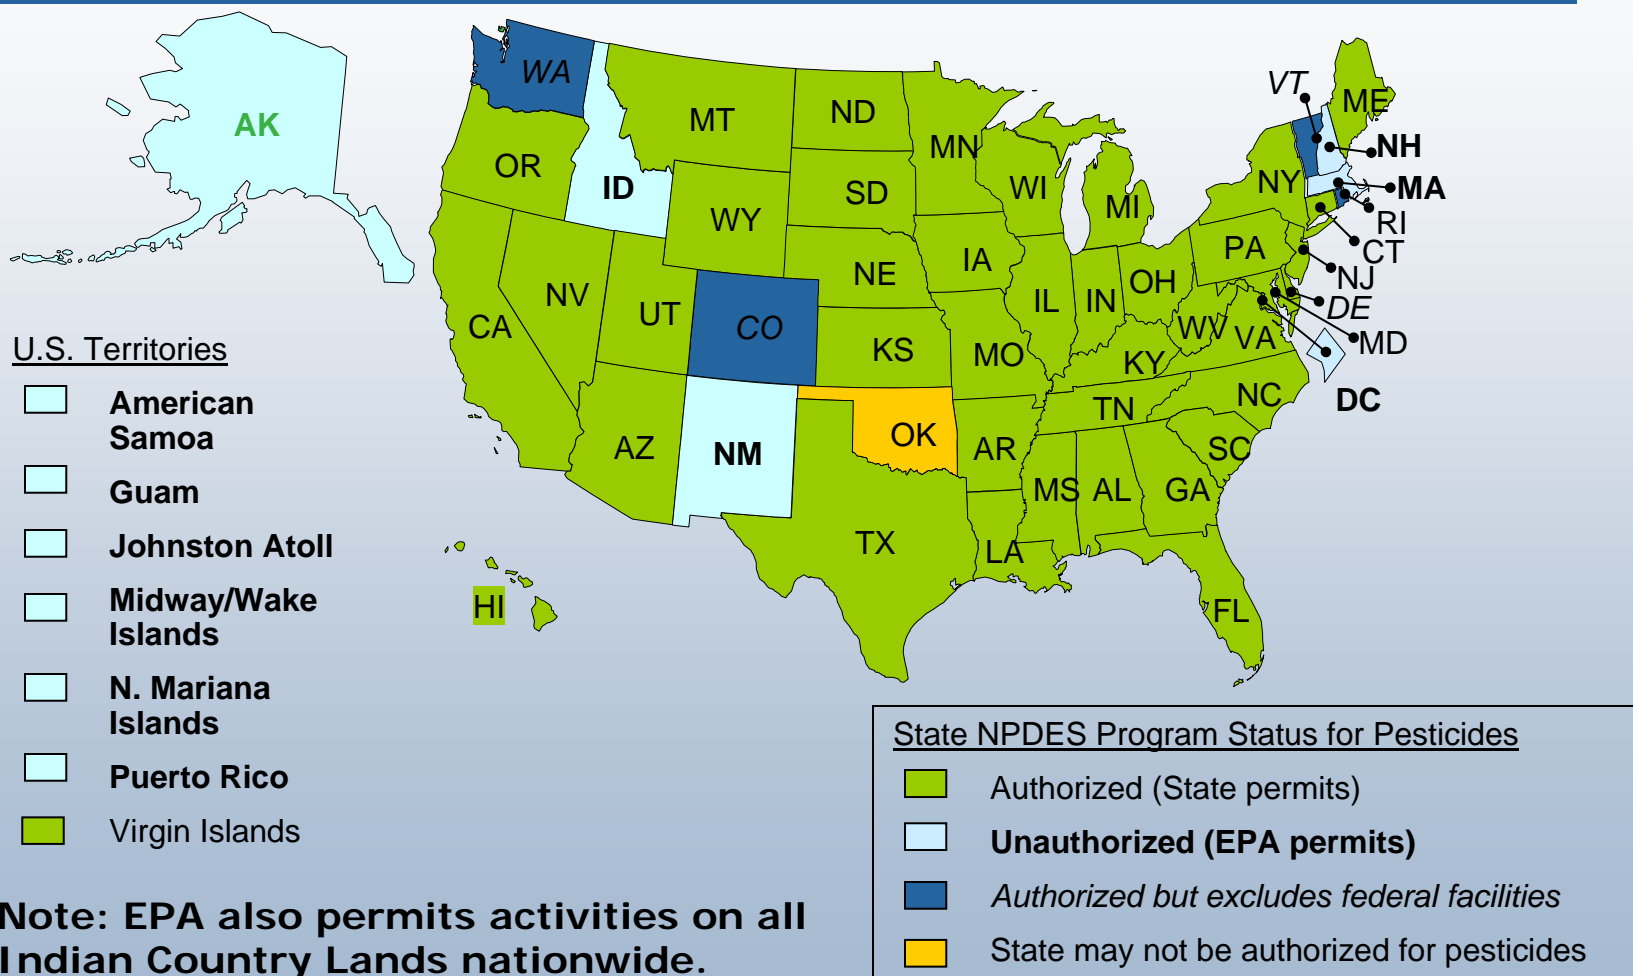 AK
WA
MT
ND
MN
OR
ID
SD
WI
MI
WY
NE
IA
NV
UT
CO
CA
KS
MO
IL
IN
OH
PA
NY
VT
ME
NH
MA
RI
CT
NJ
DE
MD
DC
WV
VA
KY
NC
TN
SC
AZ
NM
OK
AR
MS
AL
GA
TX
LA
FL
HI
U.S. Territories
American
Samoa
Guam
Johnston Atoll
Midway/Wake
Islands
N. Mariana
Islands
Puerto Rico
Virgin Islands
State NPDES Program Status for Pesticides
Authorized (State permits)
Unauthorized (EPA permits)
Authorized but excludes federal facilities
State may not be authorized for pesticides
Note: EPA also permits activities on all
Indian Country Lands nationwide.